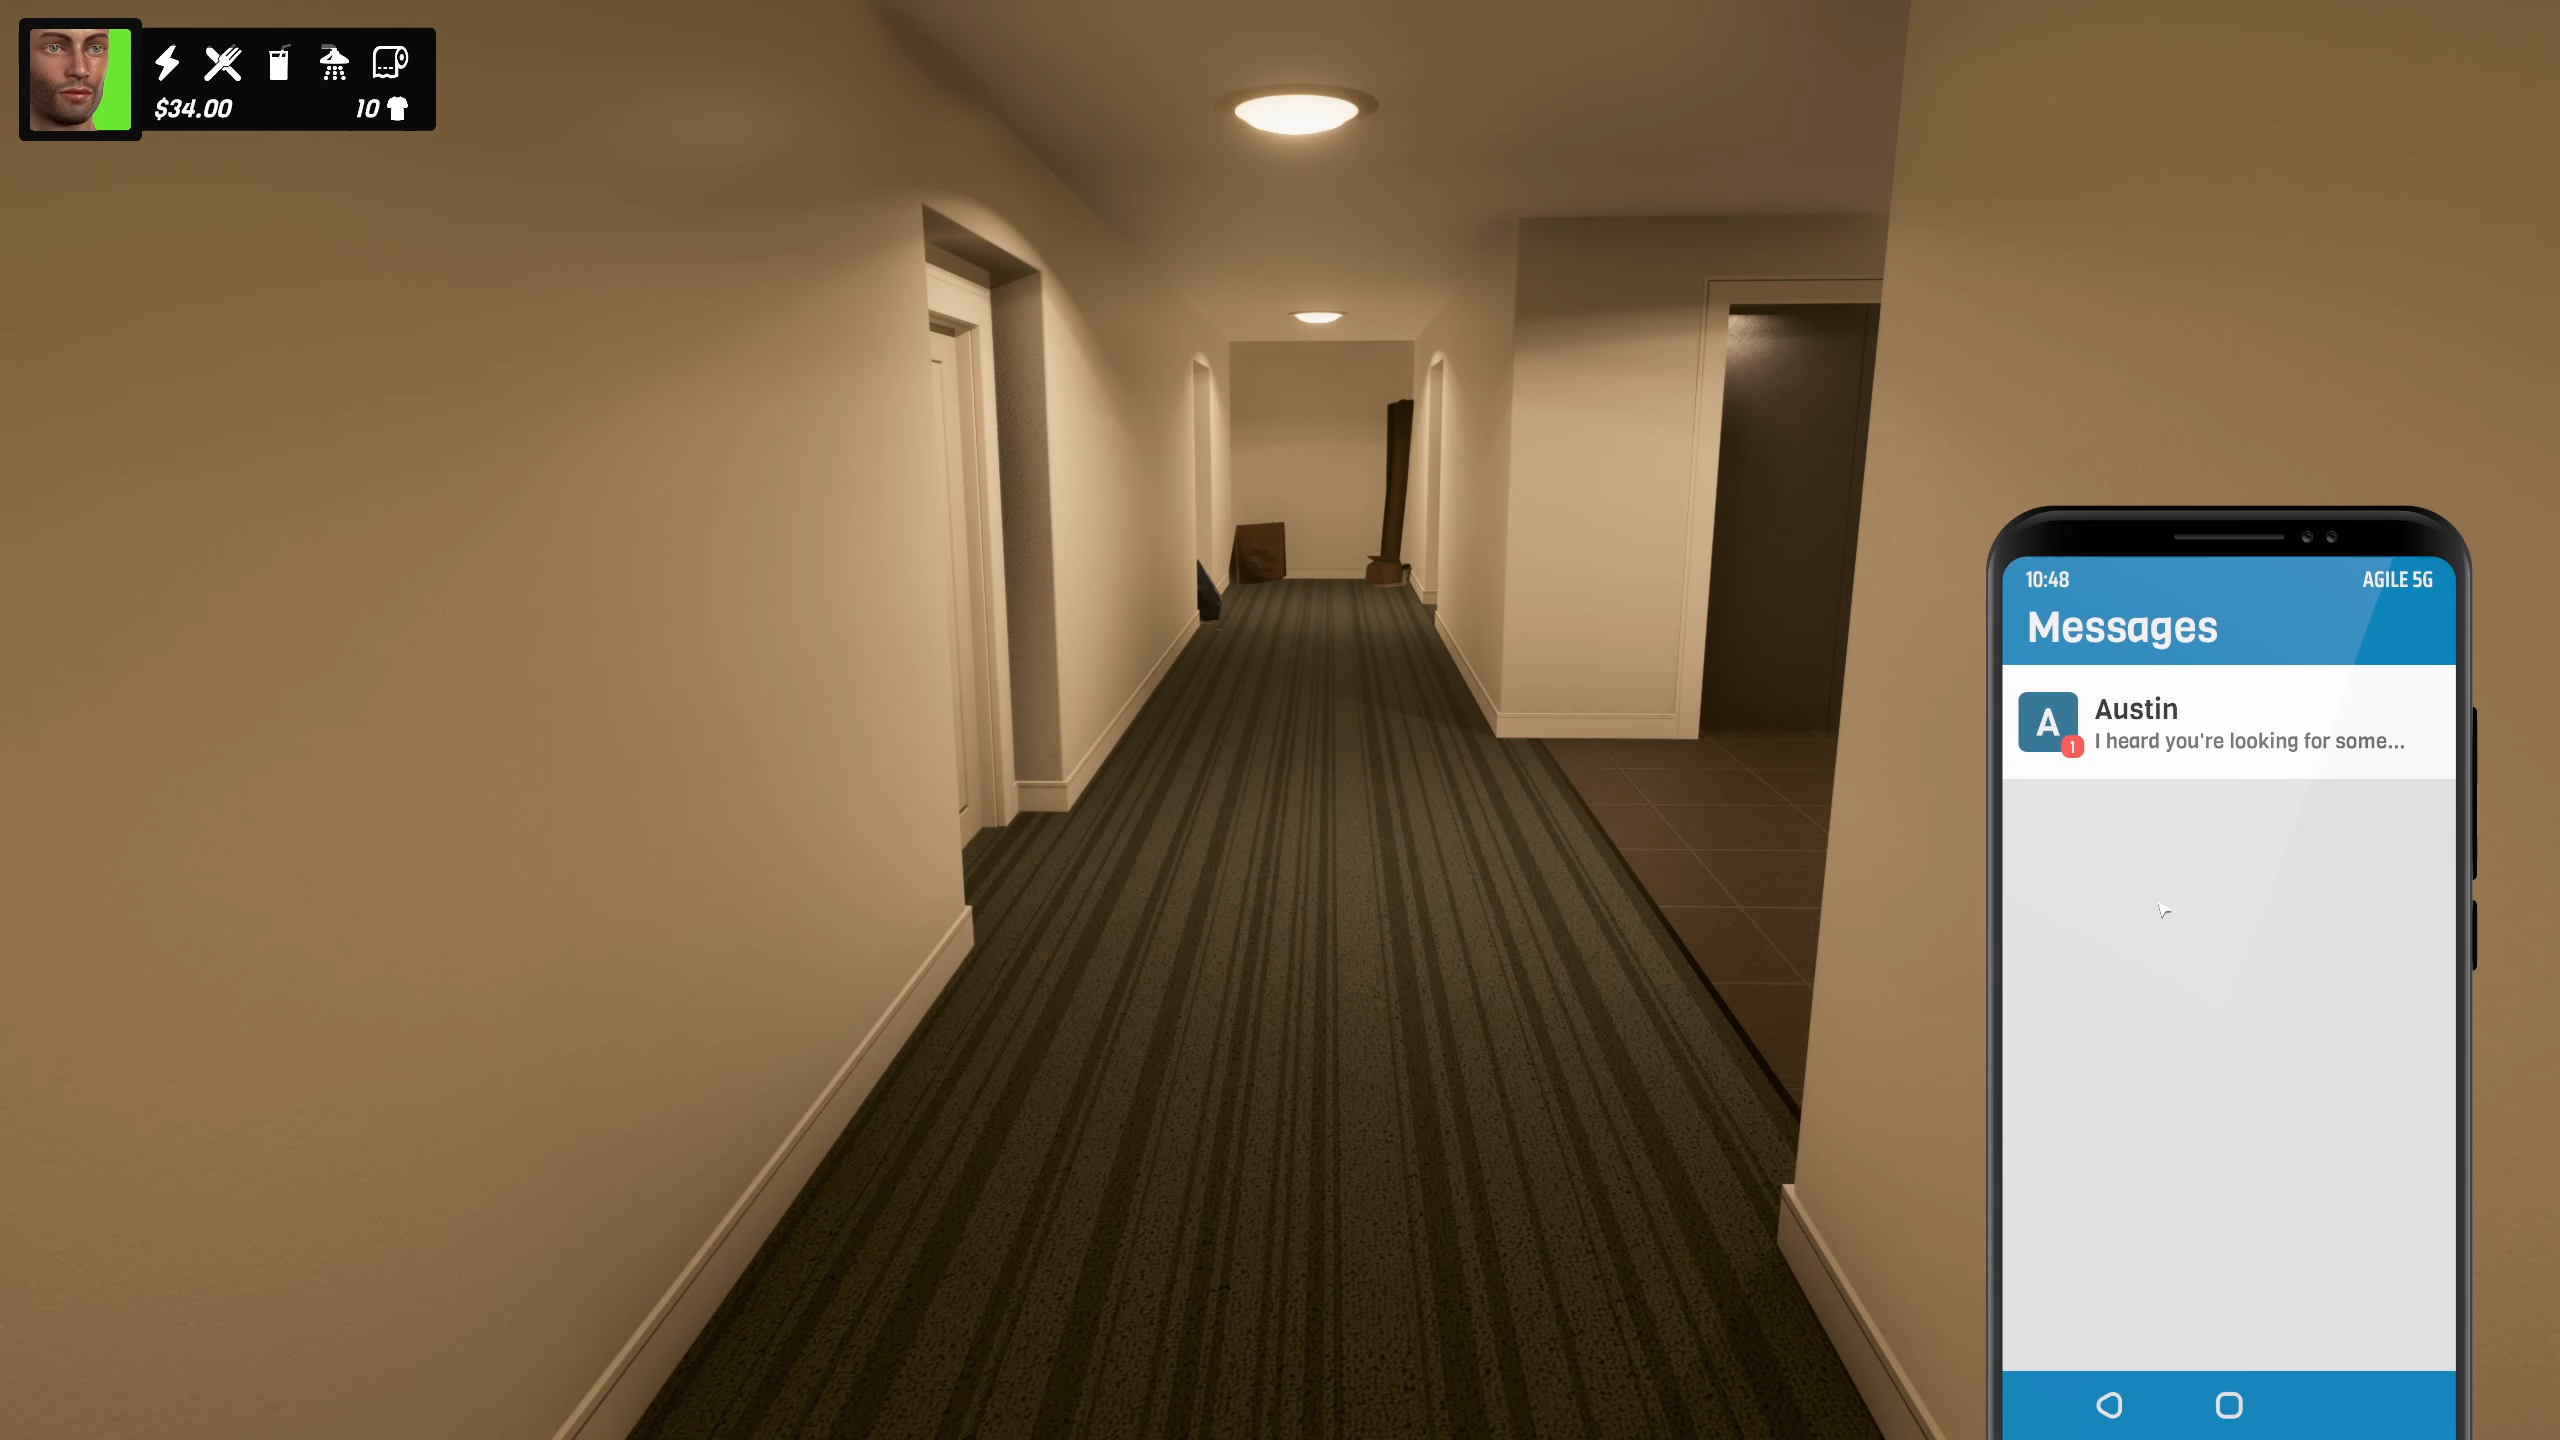 $34.00
10
10:48
AGILE 5G
Messages
A
1
Austin
I heard you're looking for some...